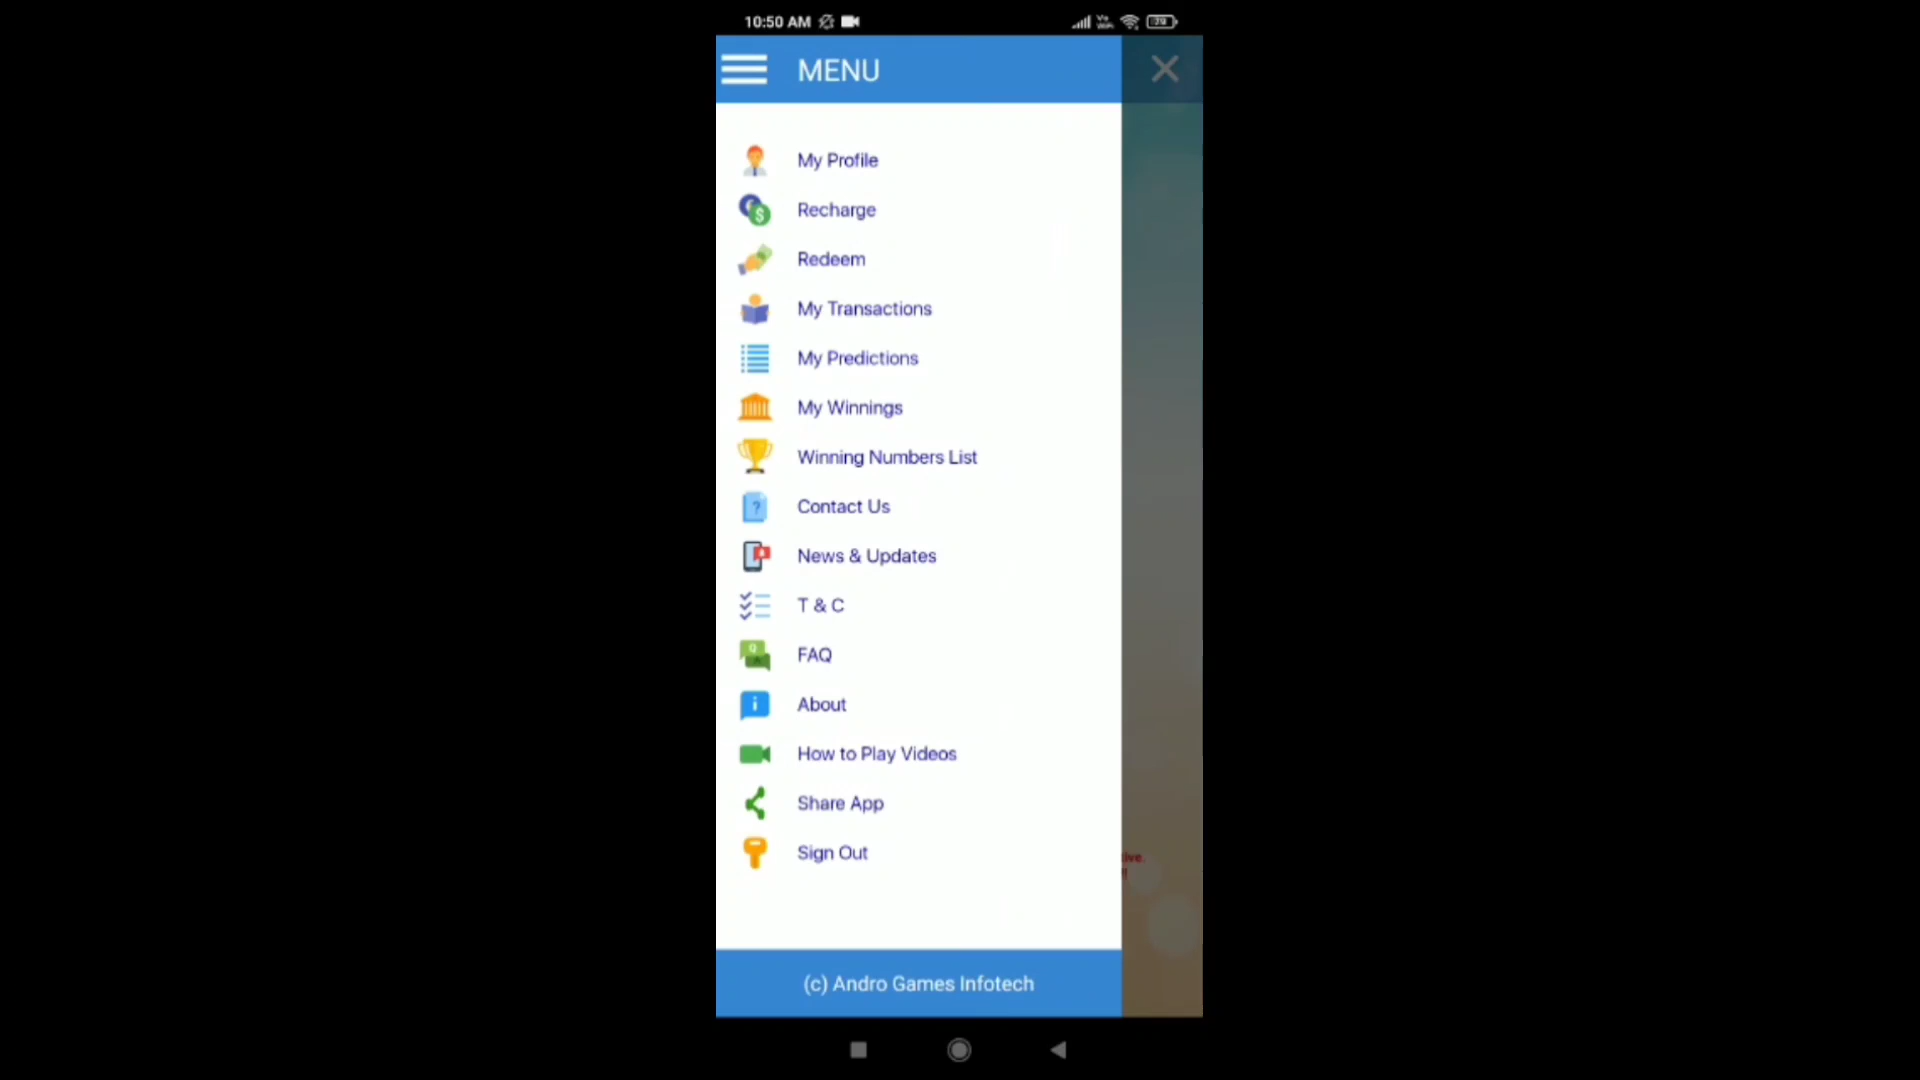 10:50 AM
79
MENU
My Profile
Recharge
Redeem
My Transactions
My Predictions
My Winnings
Winning Numbers List
Contact Us
News & Updates
T & C
FAQ
About
How to Play Videos
Share App
Sign Out
(c) Andro Games Infotech